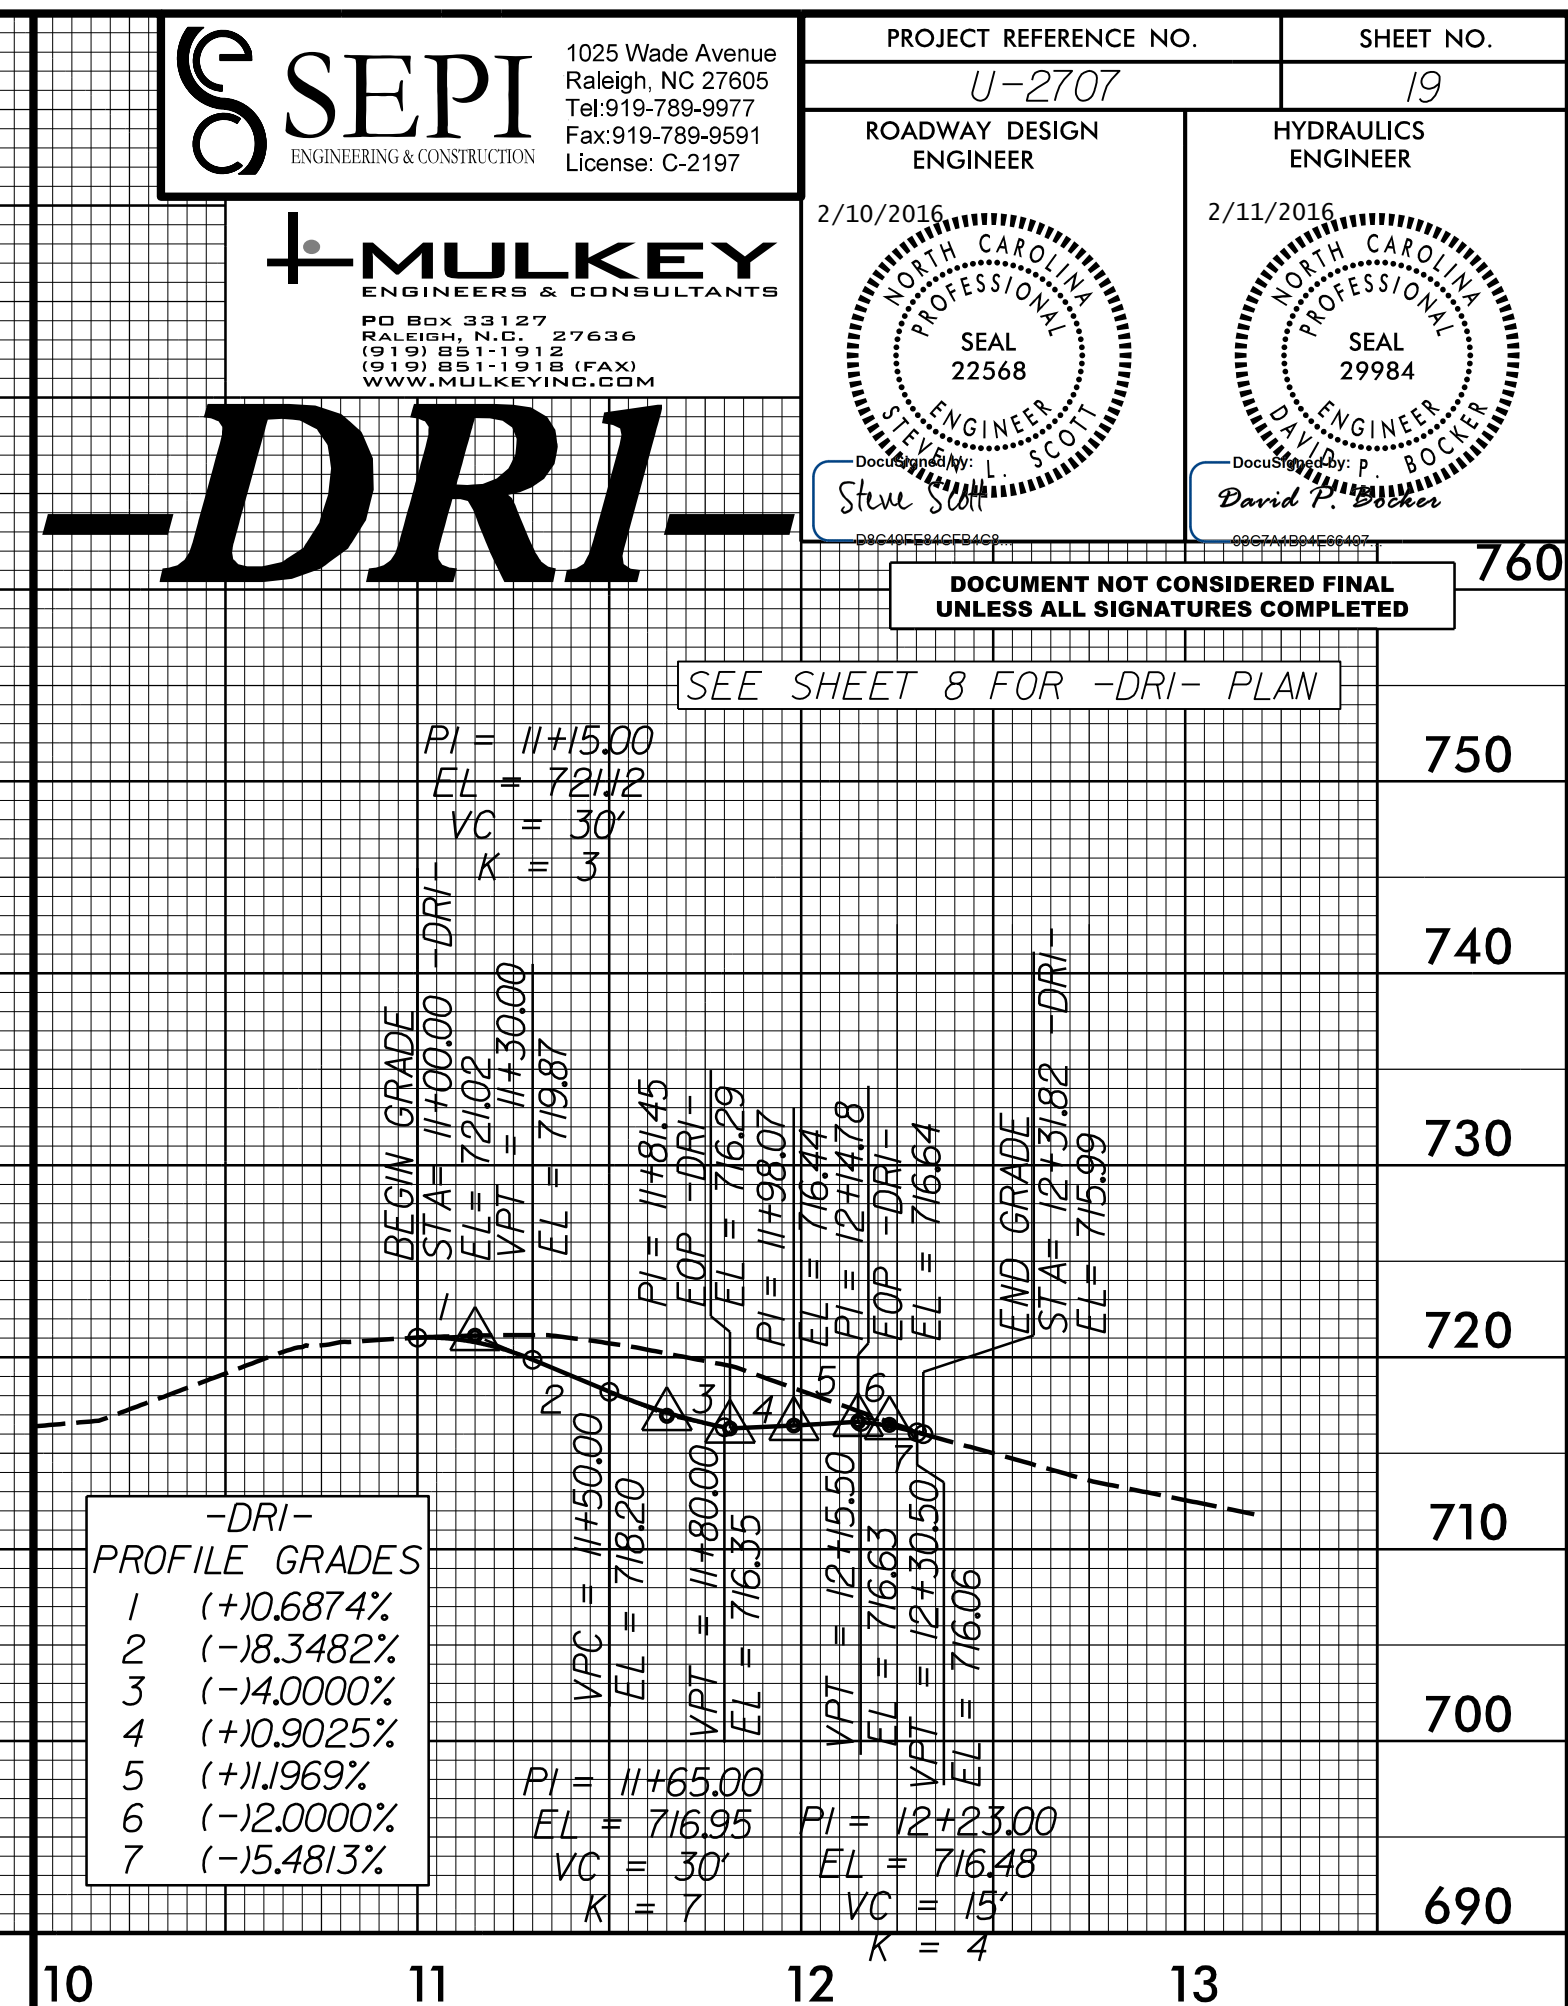 SEPI
ENGINEERING & CONSTRUCTION
1025 Wade Avenue
Raleigh, NC 27605
Tel:919-789-9977
Fax:919-789-9591
License: C-2197
PROJECT REFERENCE NO.
U-2707
SHEET NO.
19
MULKEY
ENGINEERS & CONSULTANTS
PO BOX 33127
RALEIGH, N.C. 27636
(919) 851-1912
(919) 851-1918 (FAX)
WWW.MULKEYINC.COM
ROADWAY DESIGN
ENGINEER
2/10/2016
NORTH CAROLINA
PROFESSIONAL
SEAL
22568
ENGINEER
STEVEN L. SCOTT
DocuSigned by:
Steve Scott
D8C49FE84CFB4C8...
HYDRAULICS
ENGINEER
2/11/2016
NORTH CAROLINA
PROFESSIONAL
SEAL
29984
ENGINEER
DAVID P. BOCKER
DocuSigned by:
David P. Bocker
93C7A1B94E66497...
-DR1-
DOCUMENT NOT CONSIDERED FINAL
UNLESS ALL SIGNATURES COMPLETED
SEE SHEET 8 FOR -DR1- PLAN
760
750
740
730
720
710
700
690
PI = 11+15.00
EL = 721.12
VC = 30'
K = 3
BEGIN GRADE
STA= 11+00.00 -DR1-
EL= 721.02
VPT = 11+30.00
EL = 719.87
PI = 11+81.45
EOP -DR1-
EL = 716.29
PI = 11+98.07
EL = 716.44
PI = 12+14.78
EOP -DR1-
EL = 716.64
END GRADE
STA= 12+31.82 -DR1-
EL= 715.99
1
2
3
4
5
6
7
VPC = 11+50.00
EL = 718.20
VPT = 11+80.00
EL = 716.35
VPT = 12+15.50
EL = 716.63
VPT = 12+30.50
EL = 716.06
-DR1-
PROFILE GRADES
1 (+)0.6874%
2 (-)8.3482%
3 (-)4.0000%
4 (+)0.9025%
5 (+)1.1969%
6 (-)2.0000%
7 (-)5.4813%
PI = 11+65.00
EL = 716.95
VC = 30'
K = 7
PI = 12+23.00
EL = 716.48
VC = 15'
K = 4
10
11
12
13